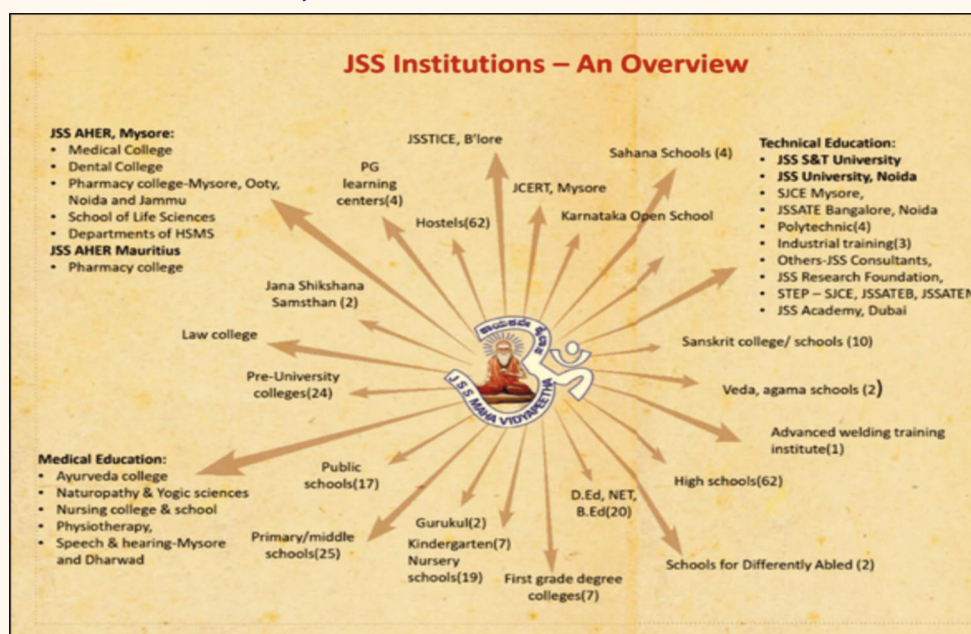 JSS Institutions – An Overview
JSS AHER, Mysore:
• Medical College
• Dental College
• Pharmacy college-Mysore, Ooty,
Noida and Jammu
• School of Life Sciences
• Departments of HSMS
JSS AHER Mauritius
• Pharmacy college
JSSTICE, B'lore
PG
learning
centers(4)
Hostels(62)
JCERT, Mysore
Sahana Schools (4)
Karnataka Open School
Technical Education:
• JSS S&T University
• JSS University, Noida
• SJCE Mysore,
• JSSATE Bangalore, Noida
• Polytechnic(4)
• Industrial training(3)
• Others-JSS Consultants,
• JSS Research Foundation,
• STEP – SJCE, JSSATEB, JSSATEN
• JSS Academy, Dubai
Jana Shikshana
Samsthan (2)
Law college
Pre-University
colleges(24)
ಕಾಯಕವೇ ಕೈಲಾಸ
JSS MAHA VIDYAPEETHA
Sanskrit college/ schools (10)
Veda, agama schools (2)
Advanced welding training
institute(1)
High schools(62)
Medical Education:
• Ayurveda college
• Naturopathy & Yogic sciences
• Nursing college & school
• Physiotherapy,
• Speech & hearing-Mysore
and Dharwad
Public
schools(17)
Primary/middle
schools(25)
Gurukul(2)
Kindergarten(7)
Nursery
schools(19)
First grade degree
colleges(7)
D.Ed, NET,
B.Ed(20)
Schools for Differently Abled (2)